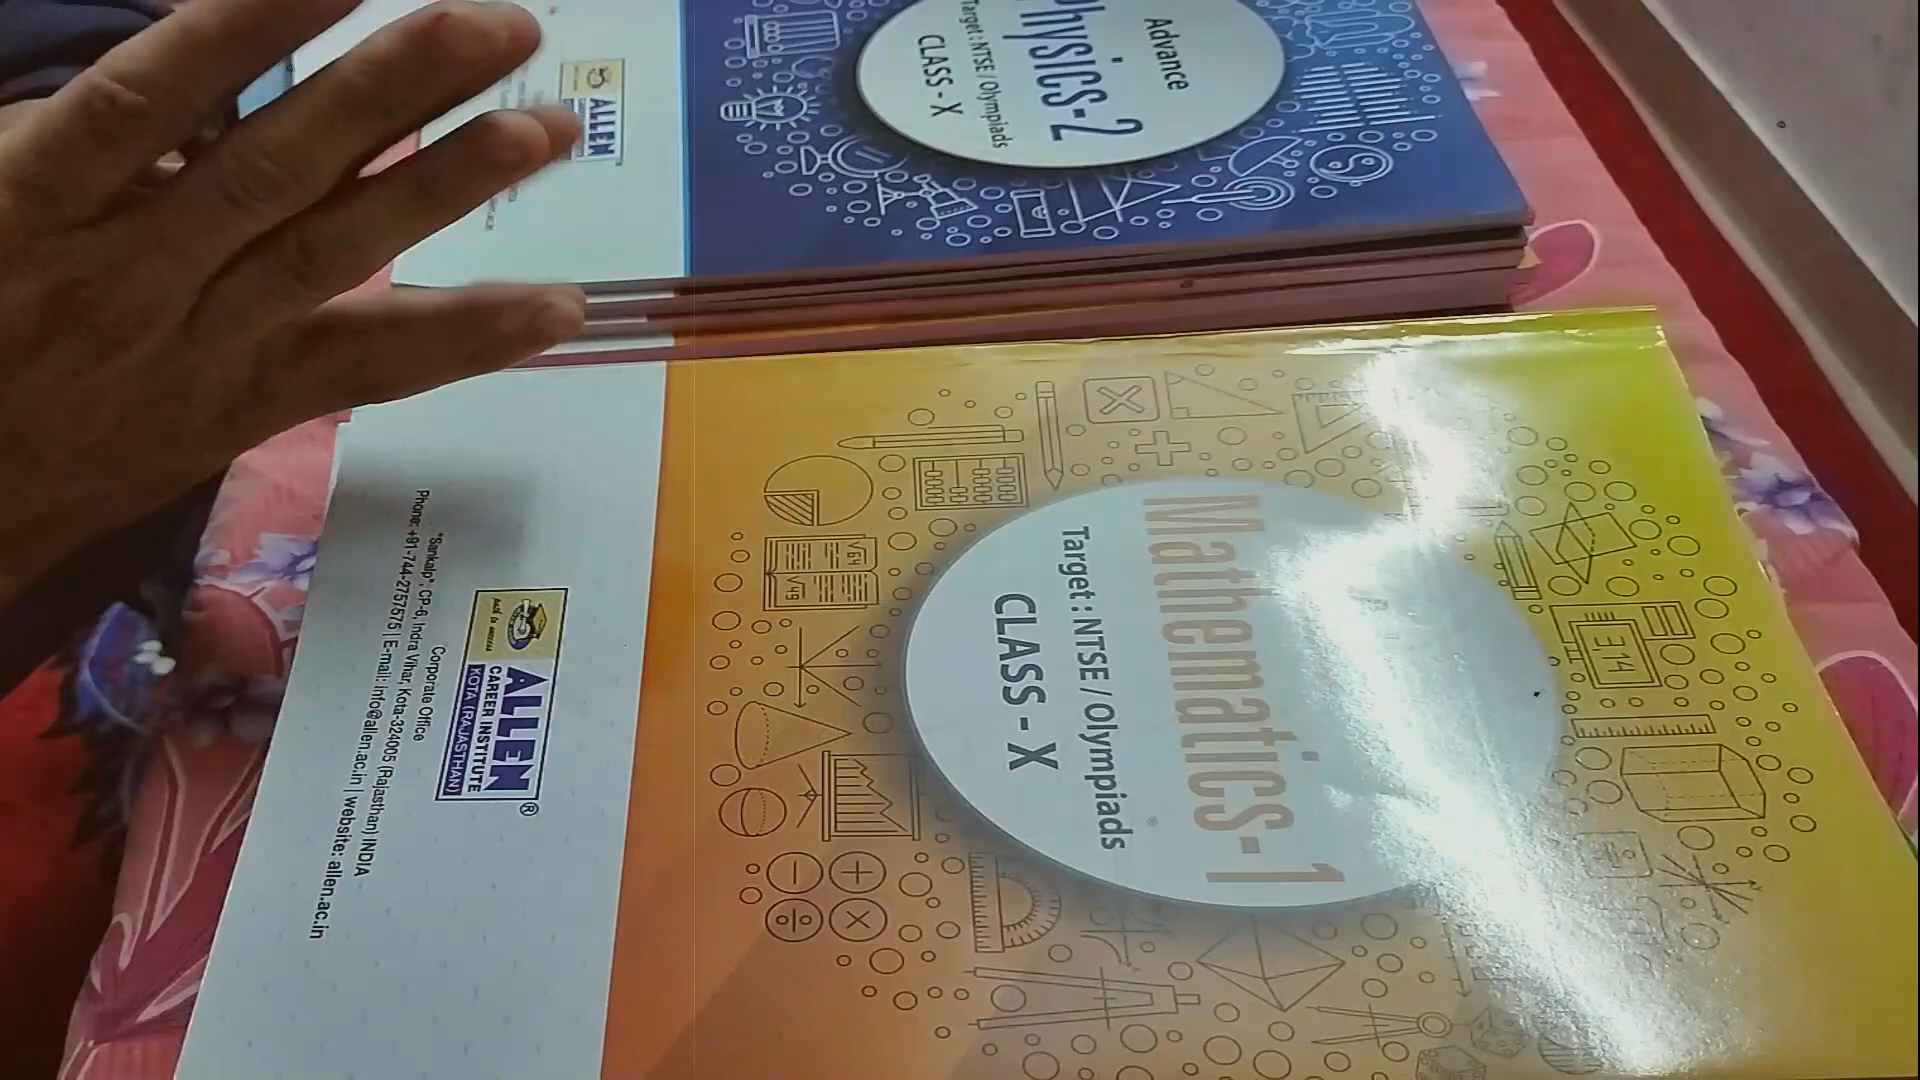 Advance
Physics-2
Target : NTSE / Olympiads
CLASS - X
ALLEN
Mathematics-1
Target : NTSE / Olympiads
CLASS - X
√64
√49
E 14
ALLEN®
CAREER INSTITUTE
KOTA (RAJASTHAN)
Corporate Office
"Sankalp", CP-6, Indra Vihar, Kota-324005 (Rajasthan) INDIA
Phone: +91-744-2757575 | E-mail: info@allen.ac.in | website: allen.ac.in